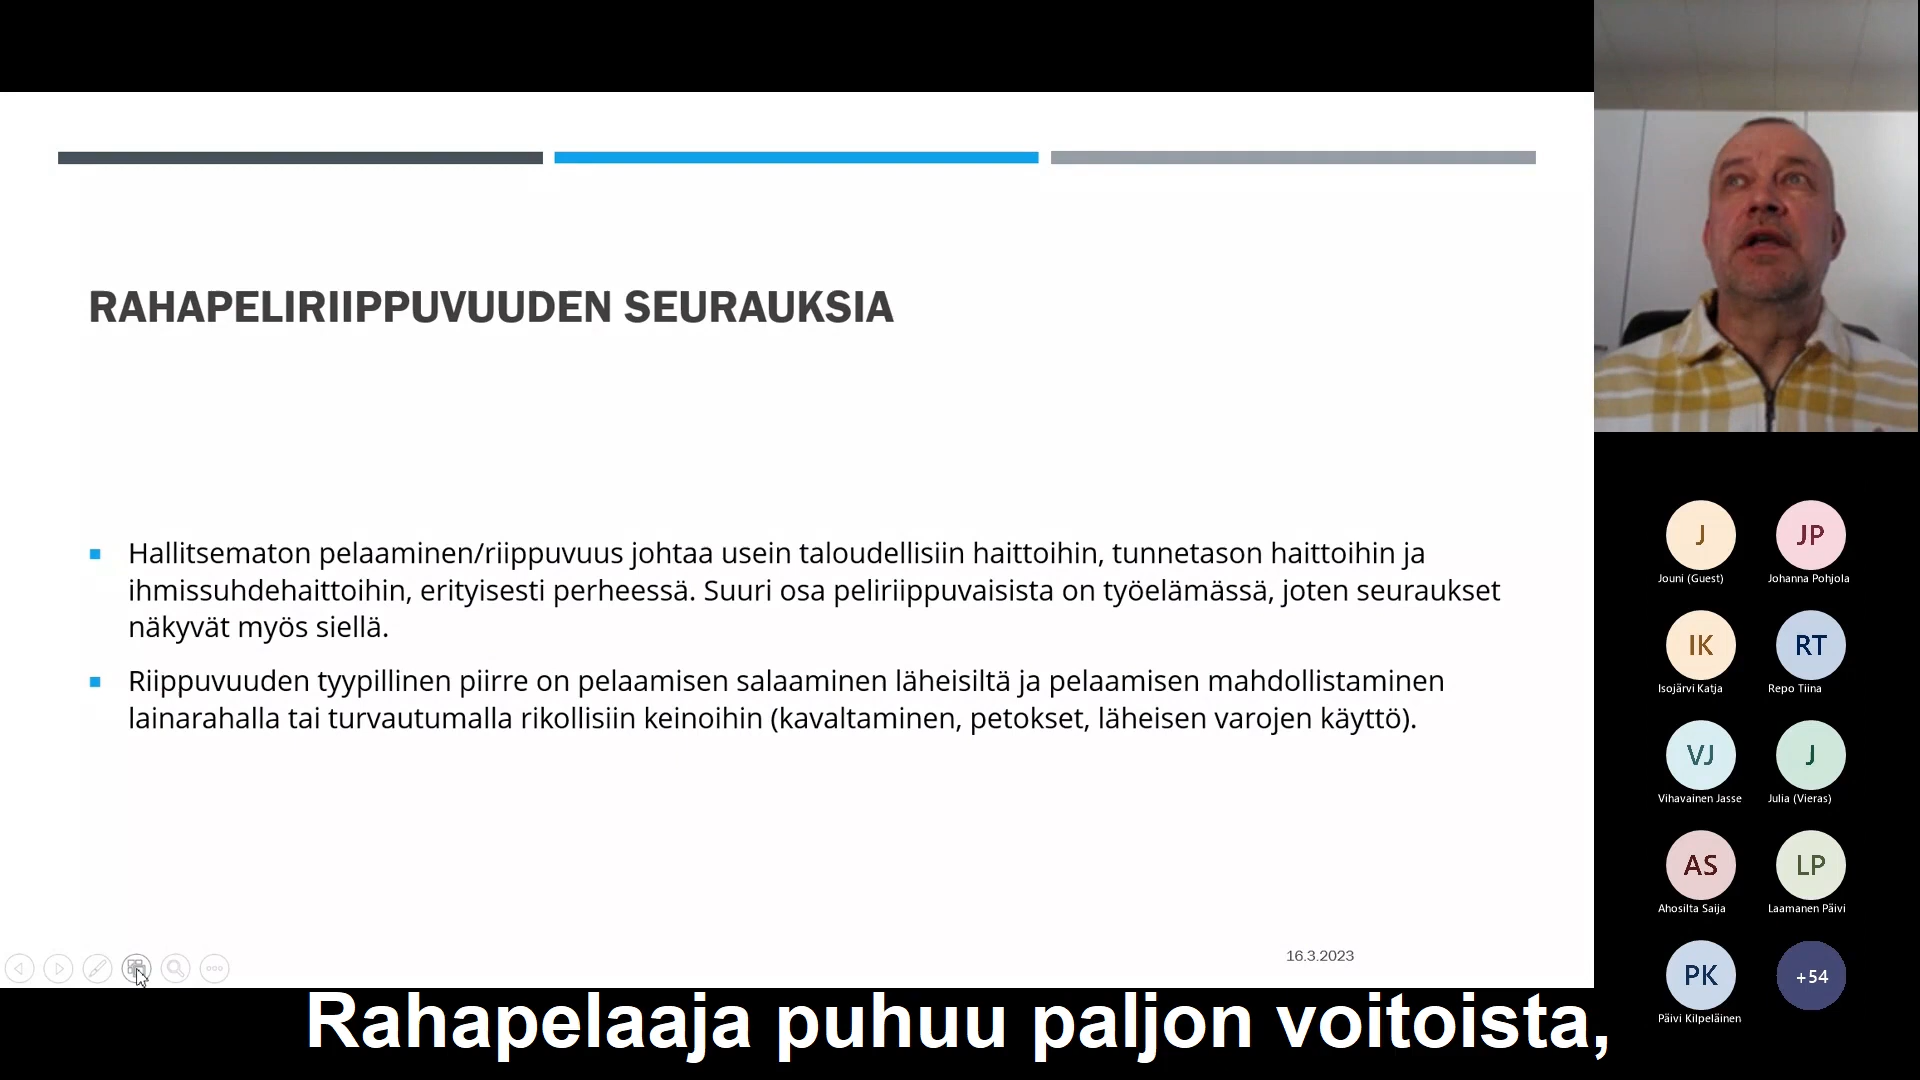 RAHAPELIRIIPPUVUUDEN SEURAUKSIA
Hallitsematon pelaaminen/riippuvuus johtaa usein taloudellisiin haittoihin, tunnetason haittoihin ja
ihmissuhdehaittoihin, erityisesti perheessä. Suuri osa peliriippuvaisista on työelämässä, joten seuraukset
näkyvät myös siellä.
Riippuvuuden tyypillinen piirre on pelaamisen salaaminen läheisiltä ja pelaamisen mahdollistaminen
lainarahalla tai turvautumalla rikollisiin keinoihin (kavaltaminen, petokset, läheisen varojen käyttö).
16.3.2023
Rahapelaaja puhuu paljon voitoista,
J
Jouni (Guest)
JP
Johanna Pohjola
IK
Isojärvi Katja
RT
Repo Tiina
VJ
Vihavainen Jasse
J
Julia (Vieras)
AS
Ahosilta Saija
LP
Laamanen Päivi
PK
Päivi Kilpeläinen
+54